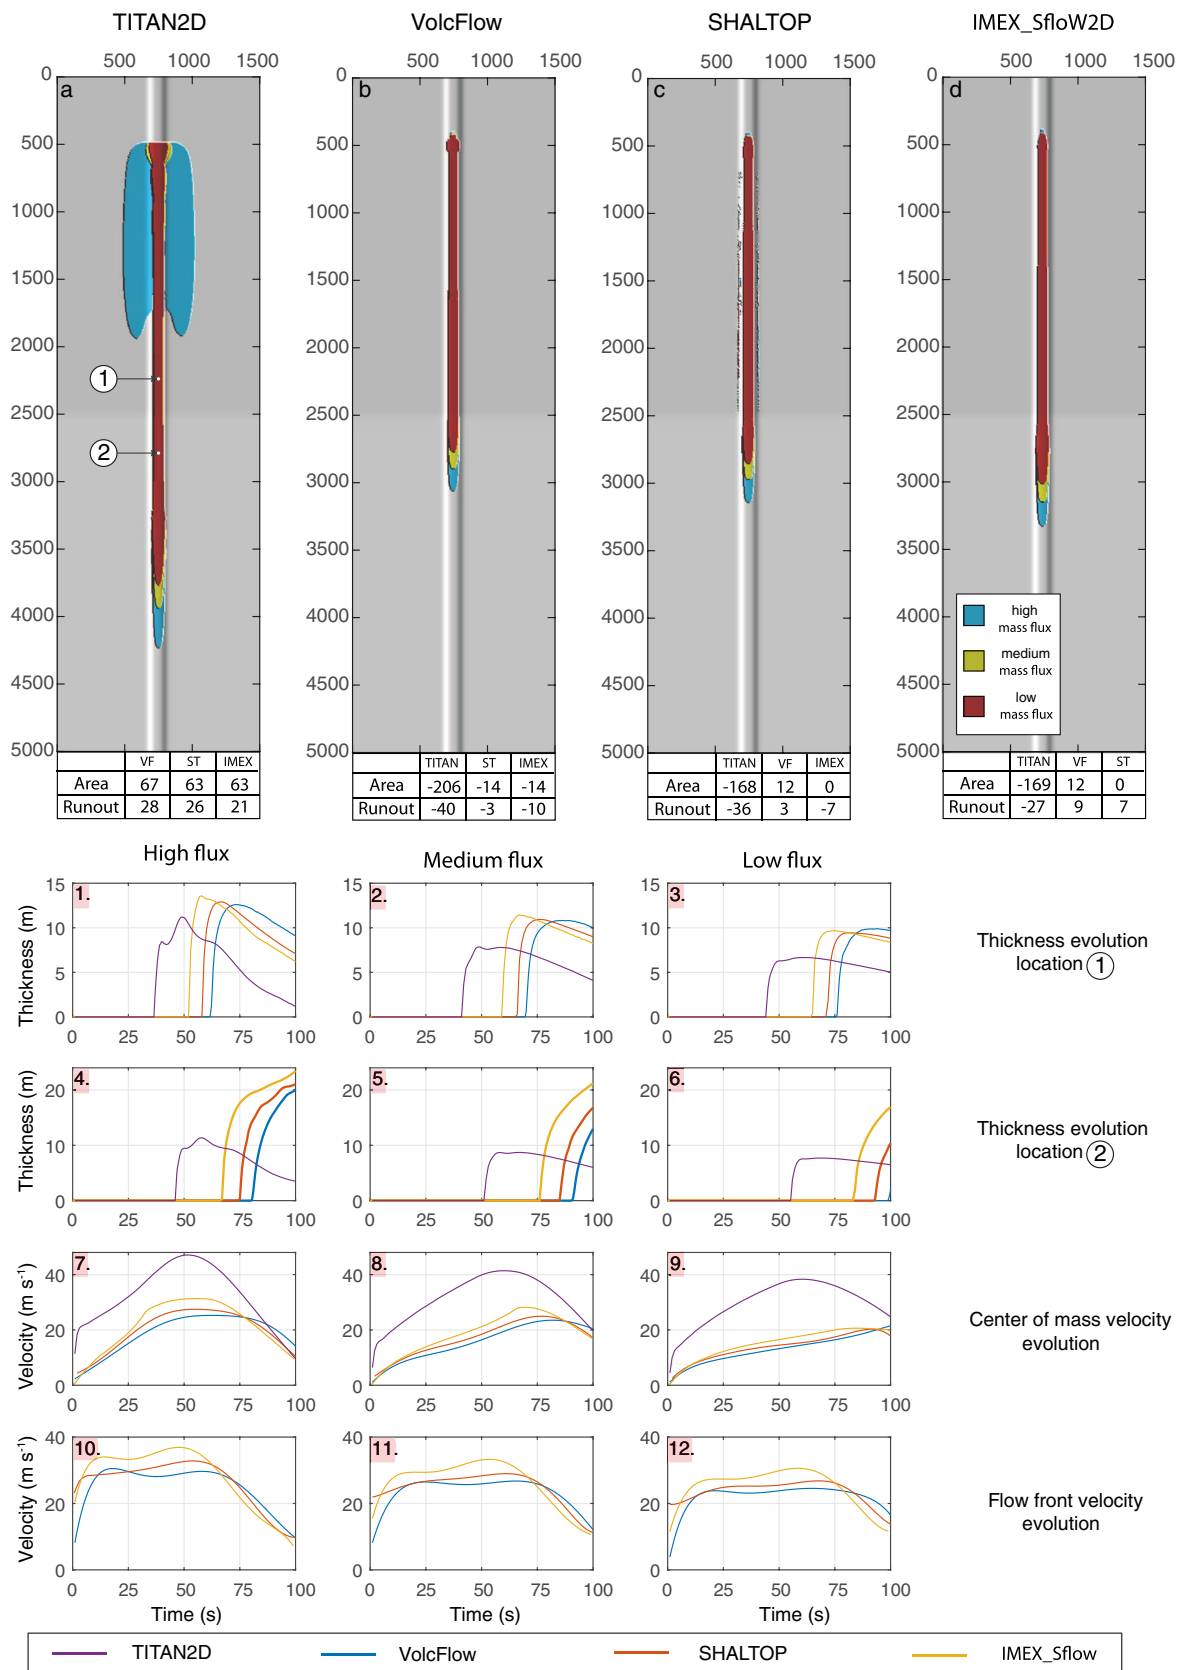 TITAN2D VolcFlow SHALTOP IMEX_SfloW2D
500 1000 1500 500 1000 1500 500 1000 1500 500 1000 1500
0 0 0 0
a b c d
500 500 500 500
1000 1000 1000 1000
1500 1500 1500 1500
2000 2000 2000 2000
1
2500 2500 2500 2500
2
3000 3000 3000 3000
3500 3500 3500 3500
4000 4000 4000 4000
high
mass flux
medium
mass flux
low
mass flux
4500 4500 4500 4500
5000 5000 5000 5000
VF ST IMEX TITAN ST IMEX TITAN VF IMEX TITAN VF ST
Area 67 63 63 Area -206 -14 -14 Area -168 12 0 Area -169 12 0
Runout 28 26 21 Runout -40 -3 -10 Runout -36 3 -7 Runout -27 9 7
High flux Medium flux Low flux
15 15 15
1. 2. 3.
10 10 10
5 5 5
0 0 0
Thickness (m)
0 25 50 75 100 0 25 50 75 100 0 25 50 75 100
Thickness evolution
location 1
4. 5. 6.
20 20 20
10 10 10
0 0 0
Thickness (m)
0 25 50 75 100 0 25 50 75 100 0 25 50 75 100
Thickness evolution
location 2
7. 8. 9.
40 40 40
20 20 20
0 0 0
Velocity (m s-1)
0 25 50 75 100 0 25 50 75 100 0 25 50 75 100
Center of mass velocity
evolution
40 40 40
10. 11. 12.
20 20 20
0 0 0
Velocity (m s-1)
0 25 50 75 100 0 25 50 75 100 0 25 50 75 100
Time (s) Time (s) Time (s)
Flow front velocity
evolution
TITAN2D VolcFlow SHALTOP IMEX_Sflow